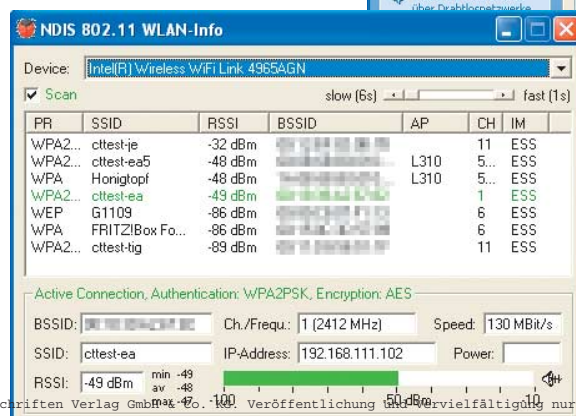 über Drahtlosnetzwerke
NDIS 802.11 WLAN-Info
Device: Intel(R) Wireless WiFi Link 4965AGN
Scan slow (6s) fast (1s)
PR SSID RSSI BSSID AP CH IM
WPA2... cttest-je -32 dBm 11 ESS
WPA2... cttest-ea5 -48 dBm L310 5... ESS
WPA Honigtopf -48 dBm L310 5... ESS
WPA2... cttest-ea -49 dBm 1 ESS
WEP G1109 -86 dBm 6 ESS
WPA FRITZ!Box Fo... -86 dBm 6 ESS
WPA2... cttest-tig -89 dBm 11 ESS
Active Connection, Authentication: WPA2PSK, Encryption: AES
BSSID: Ch./Frequ.: 1 (2412 MHz) Speed: 130 MBit/s
SSID: cttest-ea IP-Address: 192.168.111.102 Power:
RSSI: -49 dBm min -49
av -48
max -47 -100 50 dBm -10
chriften Verlag GmbH & Co. KG. Veröffentlichung und Vervielfältigung nur